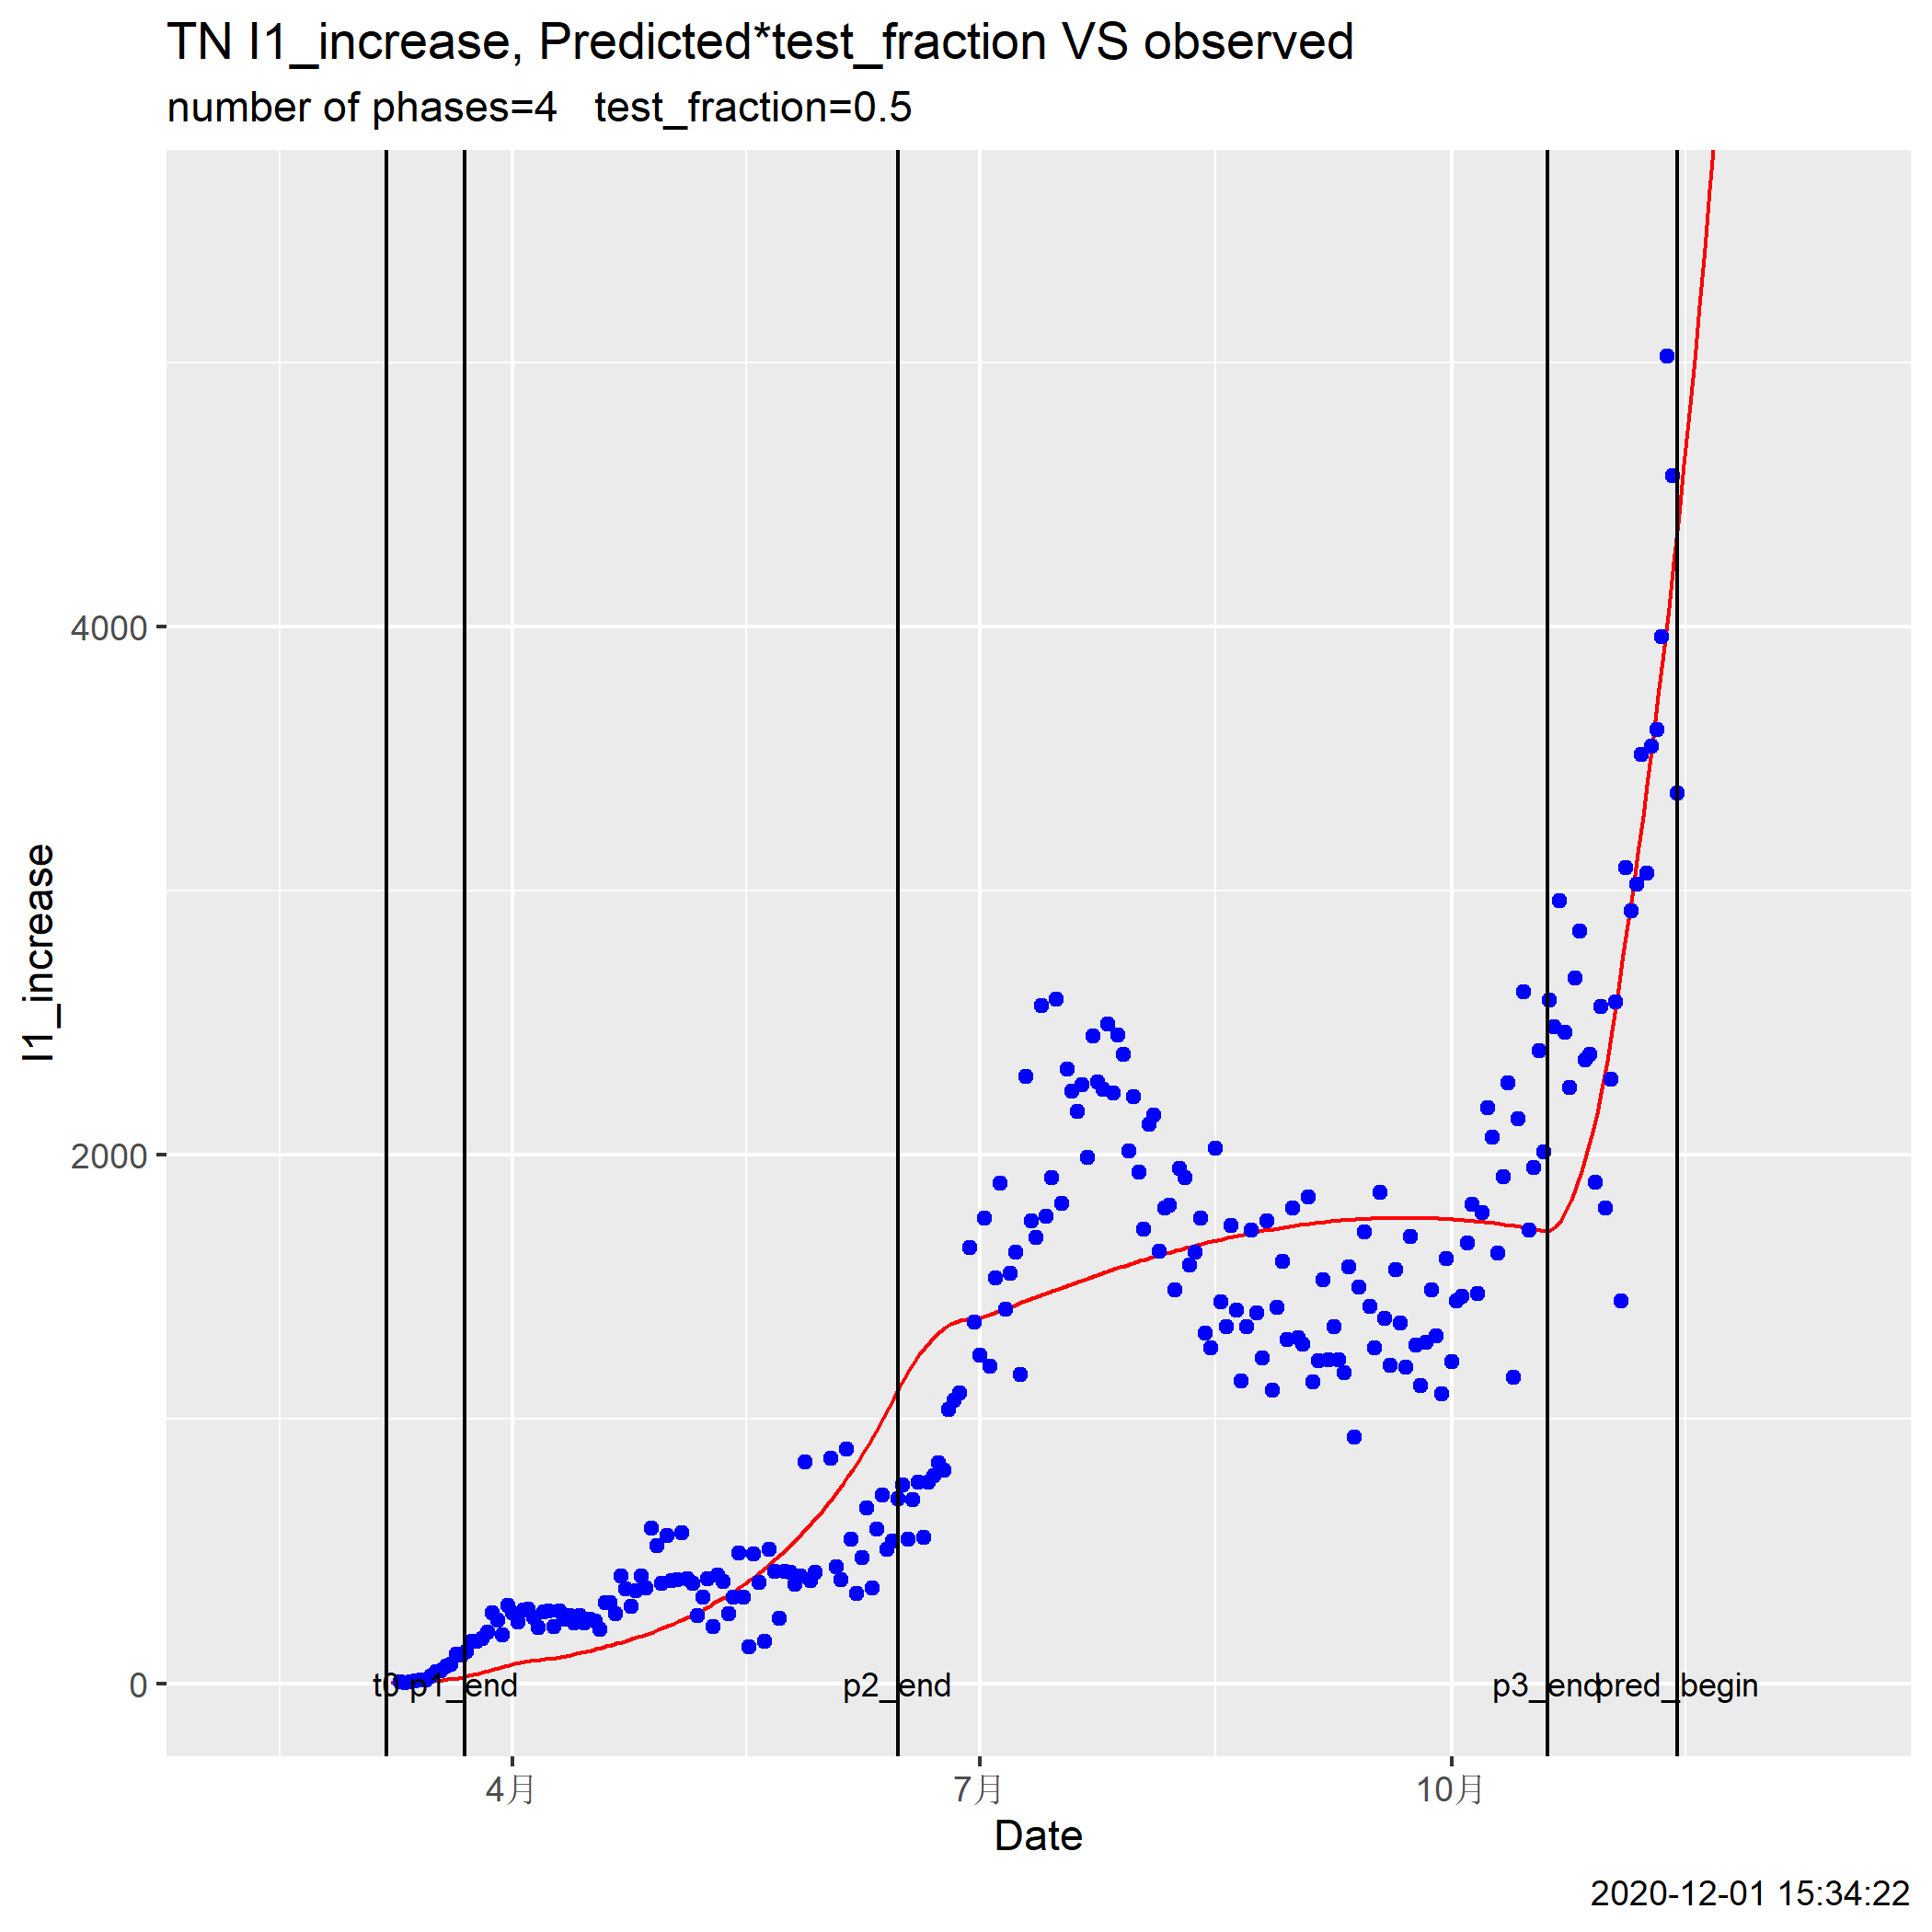 TN I1_increase, Predicted*test_fraction VS observed
number of phases=4 test_fraction=0.5
I1_increase
4000
2000
0
t0 p1_end p2_end p3_end pred_begin
4月 7月 10月
Date
2020-12-01 15:34:22